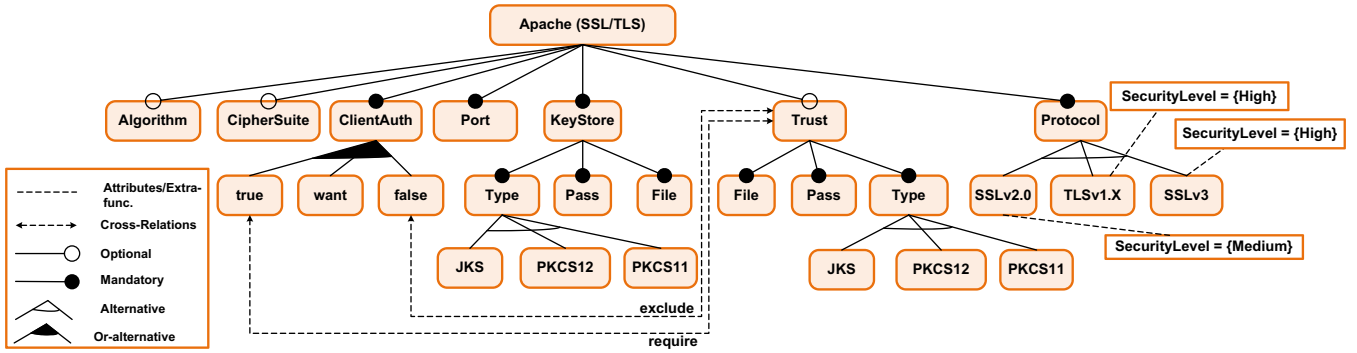 Apache (SSL/TLS)
SecurityLevel = {High}
Algorithm
CipherSuite
ClientAuth
Port
KeyStore
Trust
Protocol
SecurityLevel = {High}
true
want
false
Type
Pass
File
File
Pass
Type
SSLv2.0
TLSv1.X
SSLv3
Attributes/Extra-
func.
Cross-Relations
Optional
Mandatory
Alternative
Or-alternative
JKS
PKCS12
PKCS11
JKS
PKCS12
PKCS11
SecurityLevel = {Medium}
exclude
require